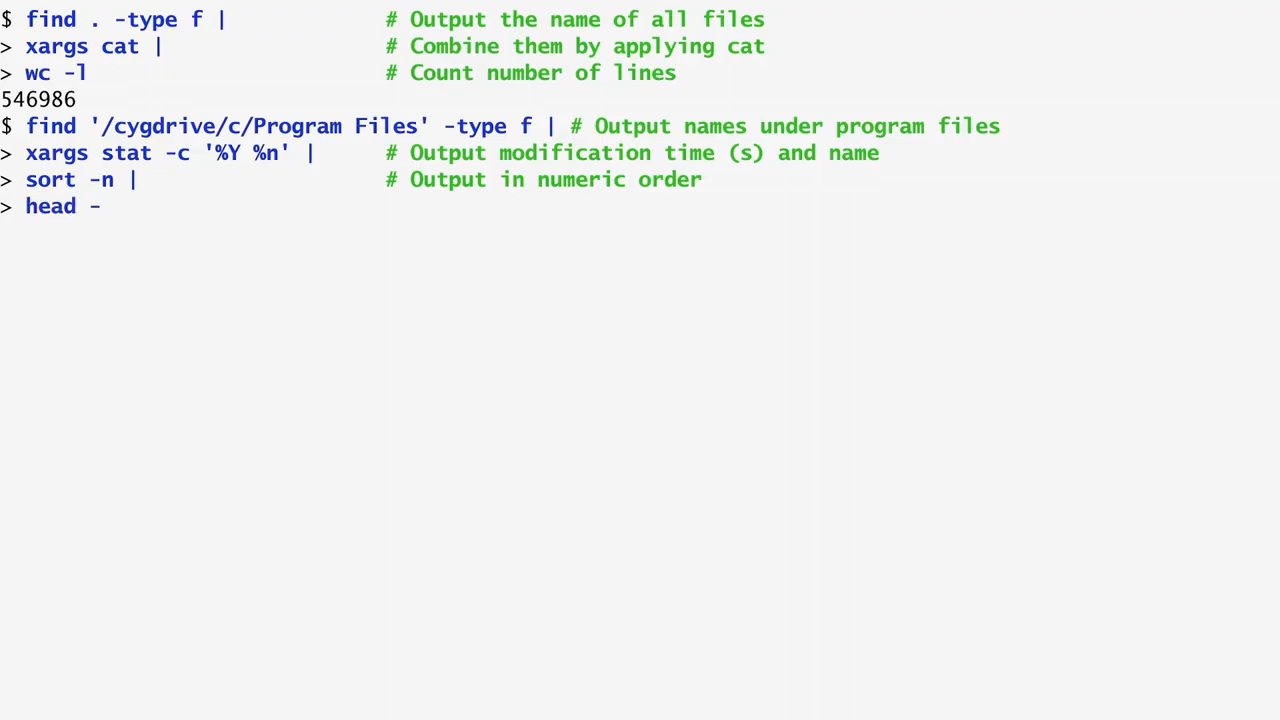 $ find . -type f |             # Output the name of all files
> xargs cat |                  # Combine them by applying cat
> wc -l                        # Count number of lines
546986
$ find '/cygdrive/c/Program Files' -type f | # Output names under program files
> xargs stat -c '%Y %n' |      # Output modification time (s) and name
> sort -n |                    # Output in numeric order
> head -